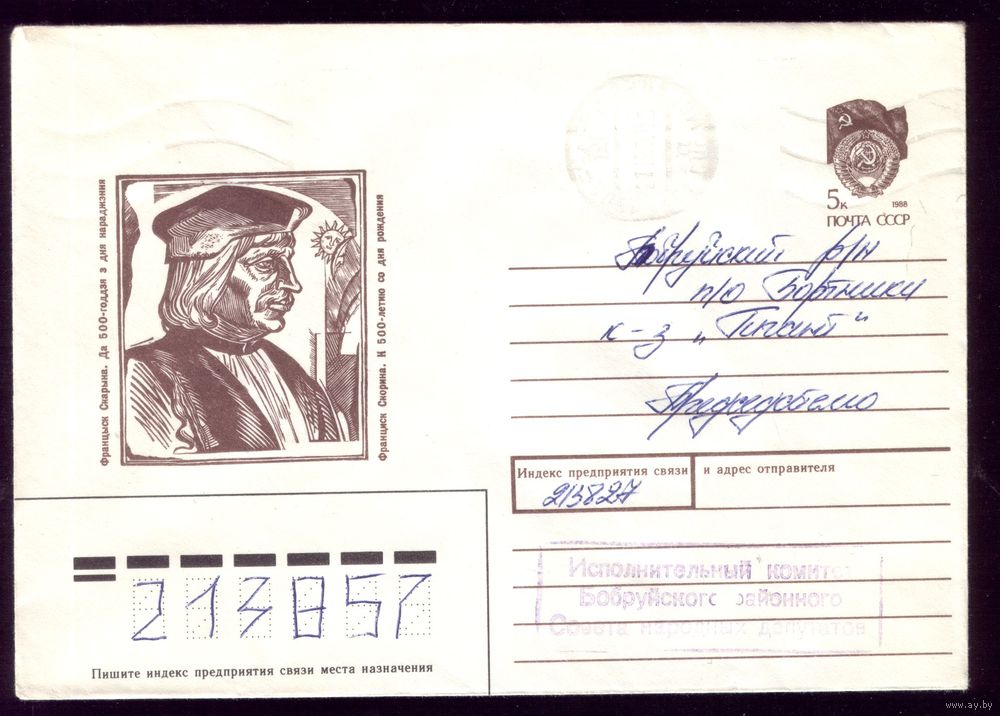 Францыск Скарына. Да 500-годдзя з дня нараджэння
Франциск Скорина. К 500-летию со дня рождения
5к 1988
ПОЧТА СССР
Бобруйский р/н
п/о Бортники
к-з „Гигант"
Председателю
Индекс предприятия связи и адрес отправителя
213827
Исполнительный комите
Бобруйского районного
Совета народных депутатов
213857
Пишите индекс предприятия связи места назначения
www.ay.by